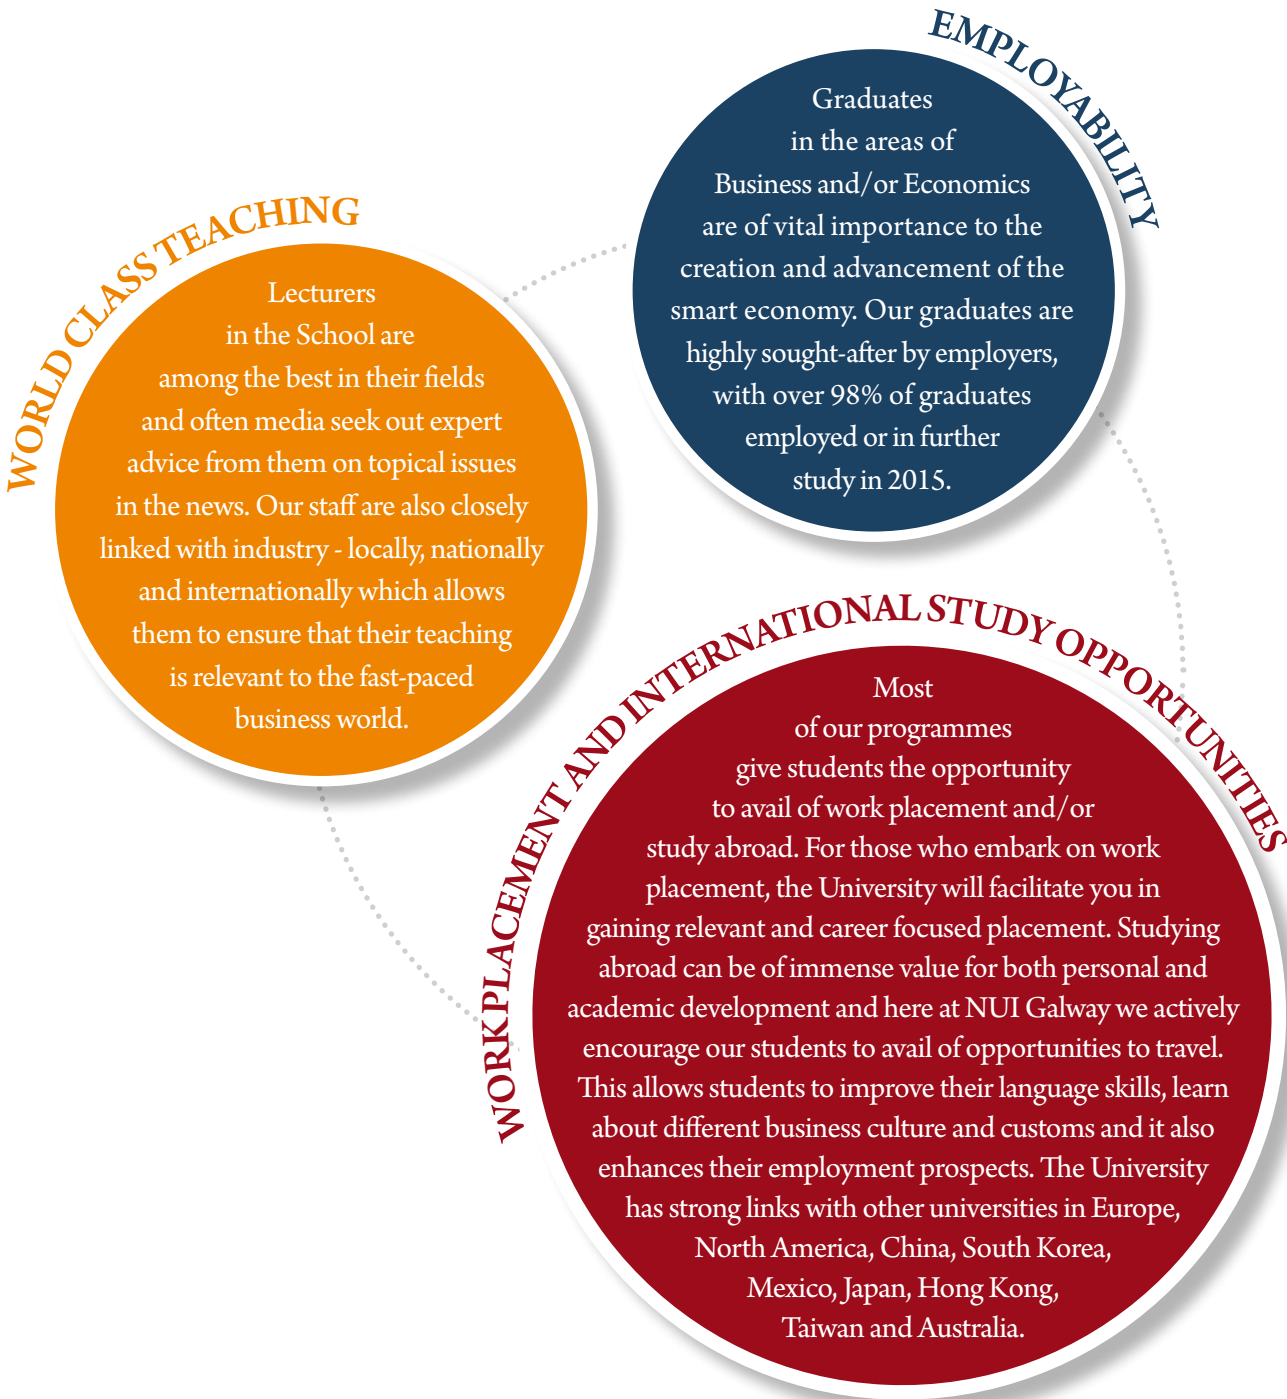 WORLD CLASS TEACHING
Lecturers
in the School are
among the best in their fields
and often media seek out expert
advice from them on topical issues
in the news. Our staff are also closely
linked with industry - locally, nationally
and internationally which allows
them to ensure that their teaching
is relevant to the fast-paced
business world.
EMPLOYABILITY
Graduates
in the areas of
Business and/or Economics
are of vital importance to the
creation and advancement of the
smart economy. Our graduates are
highly sought-after by employers,
with over 98% of graduates
employed or in further
study in 2015.
WORK PLACEMENT AND INTERNATIONAL STUDY OPPORTUNITIES
Most
of our programmes
give students the opportunity
to avail of work placement and/or
study abroad. For those who embark on work
placement, the University will facilitate you in
gaining relevant and career focused placement. Studying
abroad can be of immense value for both personal and
academic development and here at NUI Galway we actively
encourage our students to avail of opportunities to travel.
This allows students to improve their language skills, learn
about different business culture and customs and it also
enhances their employment prospects. The University
has strong links with other universities in Europe,
North America, China, South Korea,
Mexico, Japan, Hong Kong,
Taiwan and Australia.